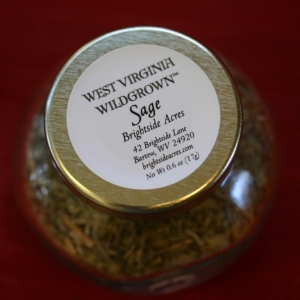 WEST VIRGINIA
WILDGROWN™
Sage
Brightside Acres
42 Brightside Lane
Bartow, WV 24920
brightsideacres.com
Net Wt 0.6 oz (17g)